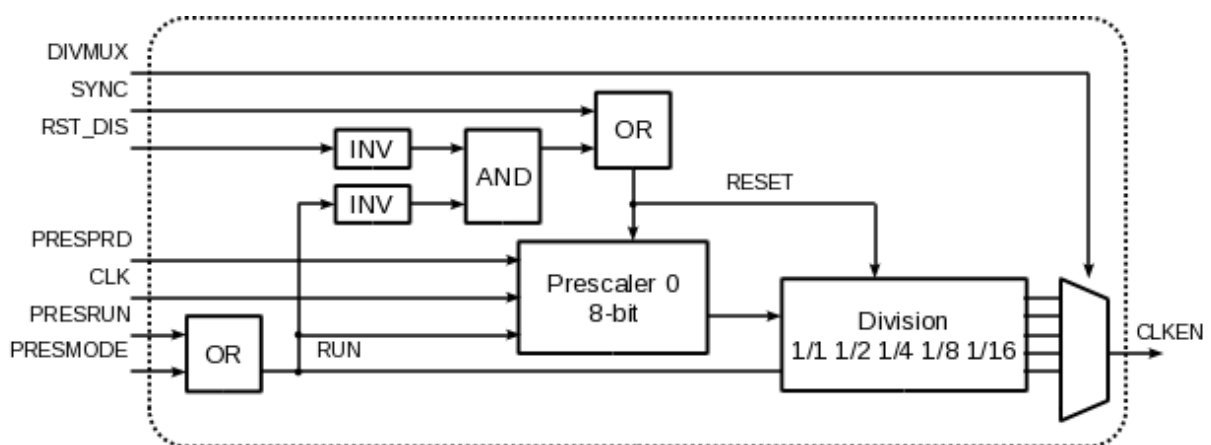 DIVMUX
SYNC
RST_DIS
INV
AND
OR
INV
RESET
PRESPRD
CLK
PRESRUN
PRESMODE
OR
RUN
Prescaler 0
8-bit
Division
1/1 1/2 1/4 1/8 1/16
CLKEN